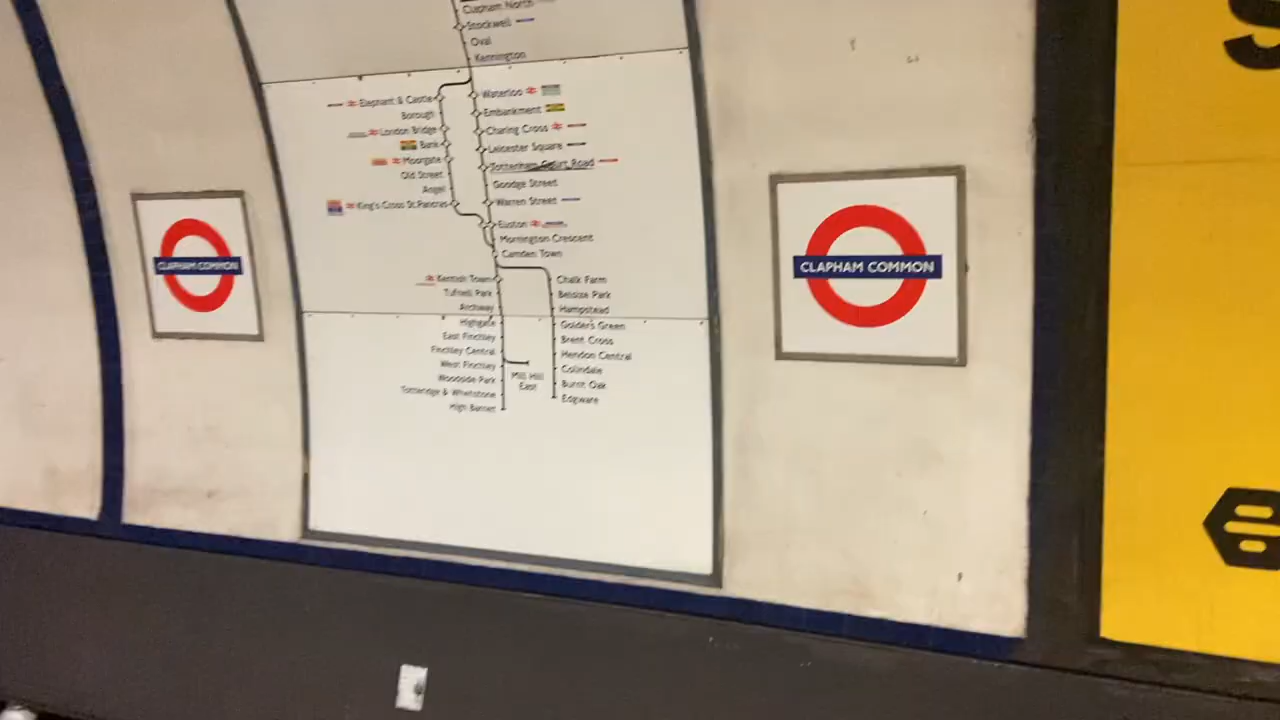 Clapham North
Stockwell
Oval
Kennington
Elephant & Castle
Borough
London Bridge
Bank
Moorgate
Old Street
Angel
King's Cross St.Pancras
Waterloo
Embankment
Charing Cross
Leicester Square
Tottenham Court Road
Goodge Street
Warren Street
Euston
Mornington Crescent
Camden Town
Kentish Town
Tufnell Park
Archway
Highgate
East Finchley
Finchley Central
West Finchley
Woodside Park
Totteridge & Whetstone
High Barnet
Mill Hill
East
Chalk Farm
Belsize Park
Hampstead
Golders Green
Brent Cross
Hendon Central
Colindale
Burnt Oak
Edgware
CLAPHAM COMMON
CLAPHAM COMMON